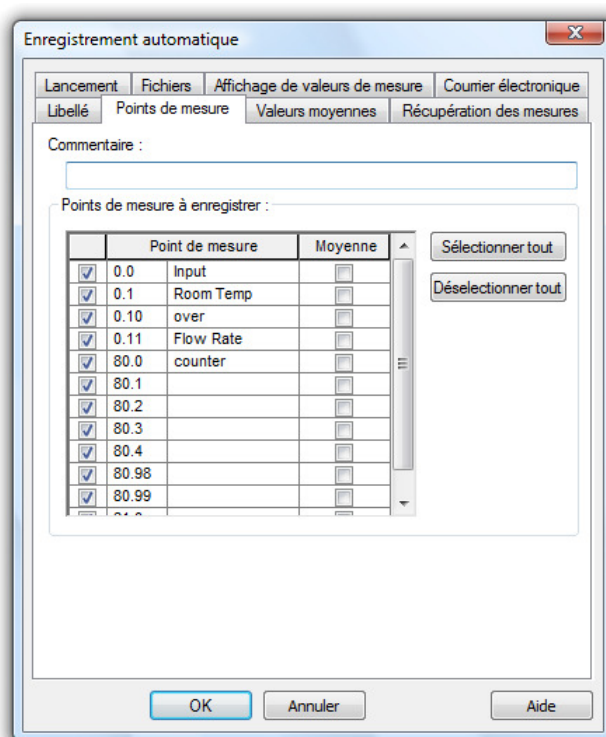 Enregistrement automatique
Lancement Fichiers Affichage de valeurs de mesure Courrier électronique
Libellé Points de mesure Valeurs moyennes Récupération des mesures
Commentaire :
Points de mesure à enregistrer :
Point de mesure Moyenne Sélectionner tout
0.0 Input
0.1 Room Temp Déselectionner tout
0.10 over
0.11 Flow Rate
80.0 counter
80.1
80.2
80.3
80.4
80.98
80.99
OK Annuler Aide